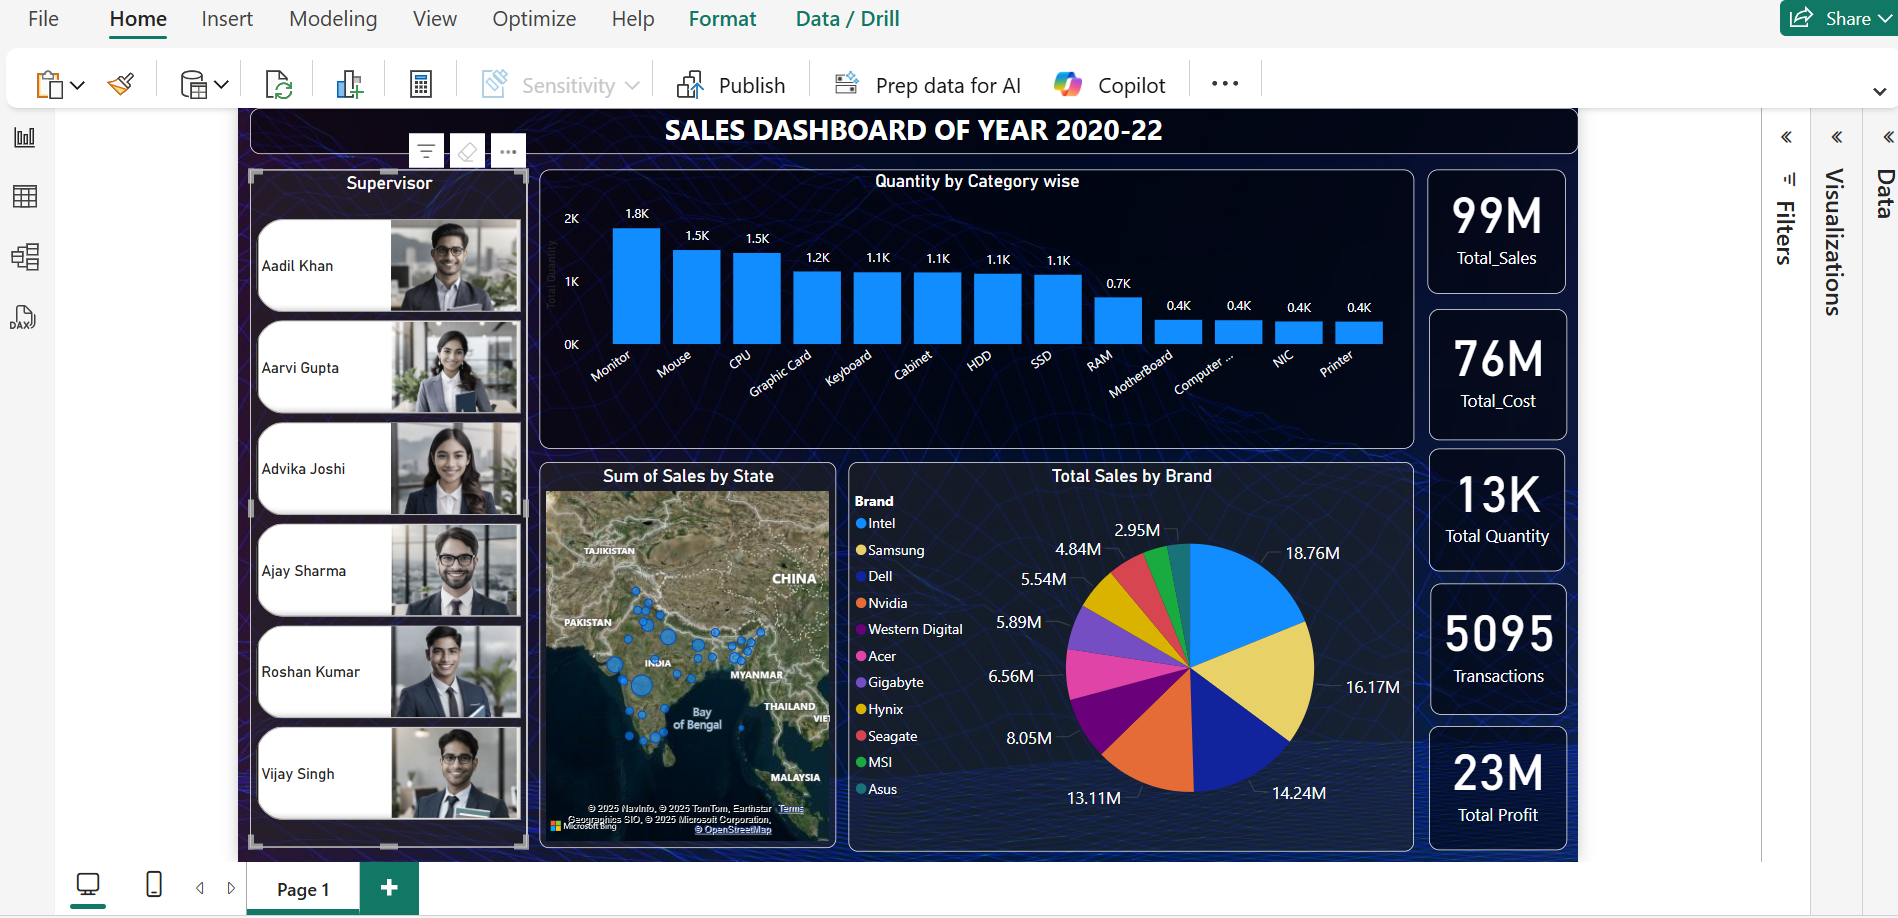 File Home Insert Modeling View Optimize Help Format Data / Drill Share
Sensitivity Publish Prep data for AI Copilot
DAX
SALES DASHBOARD OF YEAR 2020-22
Supervisor
Aadil Khan
Aarvi Gupta
Advika Joshi
Ajay Sharma
Roshan Kumar
Vijay Singh
Quantity by Category wise
Total Quantity
2K
1K
0K
1.8K 1.5K 1.5K 1.2K 1.1K 1.1K 1.1K 1.1K 0.7K 0.4K 0.4K 0.4K 0.4K
Monitor Mouse CPU Graphic Card Keyboard Cabinet HDD SSD RAM MotherBoard Computer ... NIC Printer
Sum of Sales by State
TAJIKISTAN
CHINA
PAKISTAN
INDIA
MYANMAR
THAILAND
VIET
Bay
of Bengal
MALAYSIA
© 2025 NavInfo, © 2025 TomTom, Earthstar Terms
Geographics SIO, © 2025 Microsoft Corporation,
© OpenStreetMap
Microsoft Bing
Total Sales by Brand
Brand
Intel
Samsung
Dell
Nvidia
Western Digital
Acer
Gigabyte
Hynix
Seagate
MSI
Asus
18.76M
16.17M
14.24M
13.11M
8.05M
6.56M
5.89M
5.54M
4.84M
2.95M
99M
Total_Sales
76M
Total_Cost
13K
Total Quantity
5095
Transactions
23M
Total Profit
Filters
Visualizations
Data
Page 1